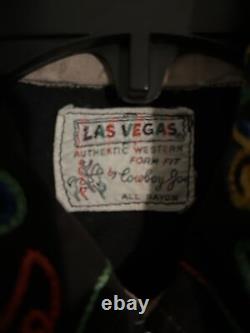 LAS VEGAS
AUTHENTIC WESTERN
FORM FIT
by Cowboy Joe
ALL RAYON